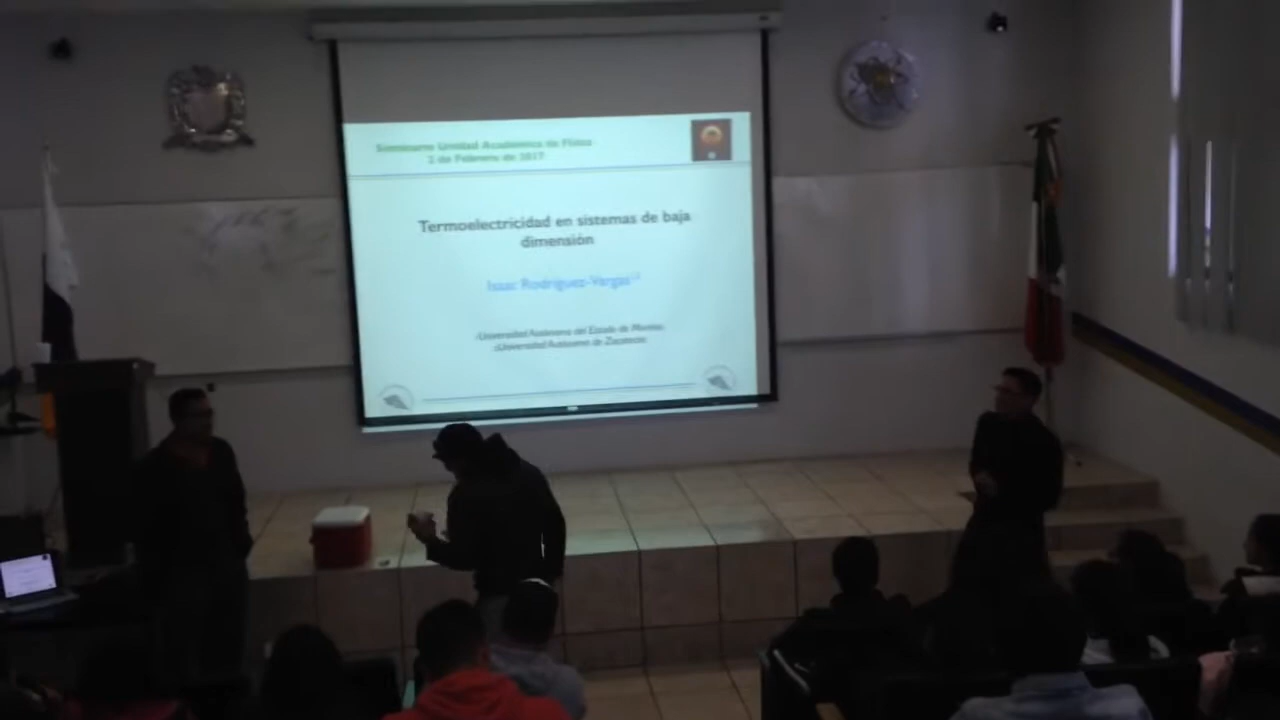 Seminario Unidad Académica de Física
2 de Febrero de 2017
Termoelectricidad en sistemas de baja
dimensión
Isaac Rodríguez-Vargas
Universidad Autónoma del Estado de Morelos
Universidad Autónoma de Zacatecas